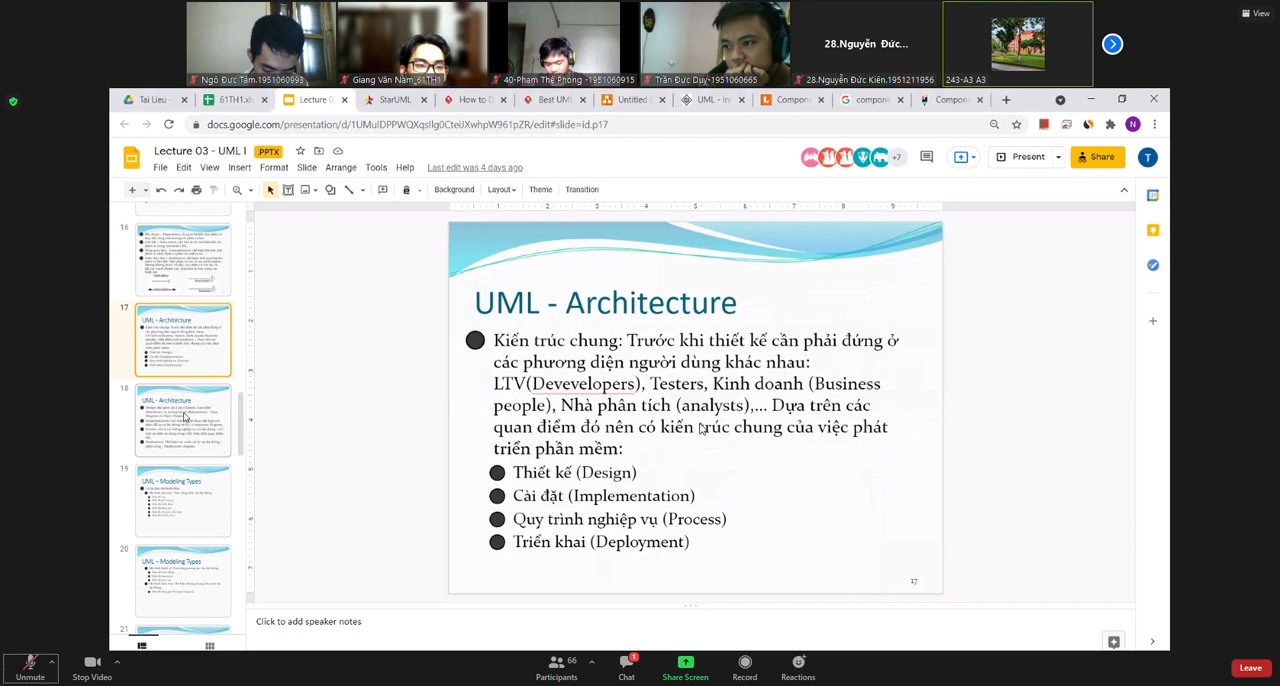 View
Ngô Đức Tâm.1951060993
Giang Văn Nam_61TH1
40-Phạm Thế Phòng -1951060915
Trần Đức Duy-1951060665
28.Nguyễn Đức...
28.Nguyễn Đức Kiên.1951211956
243-A3 A3
Tai Lieu -
61TH1.xls
Lecture 0
StarUML
How to D
Best UML
Untitled D
UML - In
Compone
compone
Compone
docs.google.com/presentation/d/1UMuIDPPWQXqsIlg0CteiJXwhpW961pZR/edit#slide=id.p17
N
Lecture 03 - UML I .PPTX
File Edit View Insert Format Slide Arrange Tools Help Last edit was 4 days ago
+7
Present
Share
T
Background Layout Theme Transition
16
17
UML - Architecture
18
UML - Architecture
19
UML - Modeling Types
20
UML – Modeling Types
21
UML - Architecture
Kiến trúc chung: Trước khi thiết kế cần phải đứng ở
các phương diện người dùng khác nhau:
LTV(Devevelopers), Testers, Kinh doanh (Business
people), Nhà phân tích (analysts),... Dựa trên các
quan điểm đó nên có kiến trúc chung của việc phát
triển phần mềm:
Thiết kế (Design)
Cài đặt (Implementation)
Quy trình nghiệp vụ (Process)
Triển khai (Deployment)
17
Click to add speaker notes
Unmute
Stop Video
66
Participants
1
Chat
Share Screen
Record
Reactions
Leave